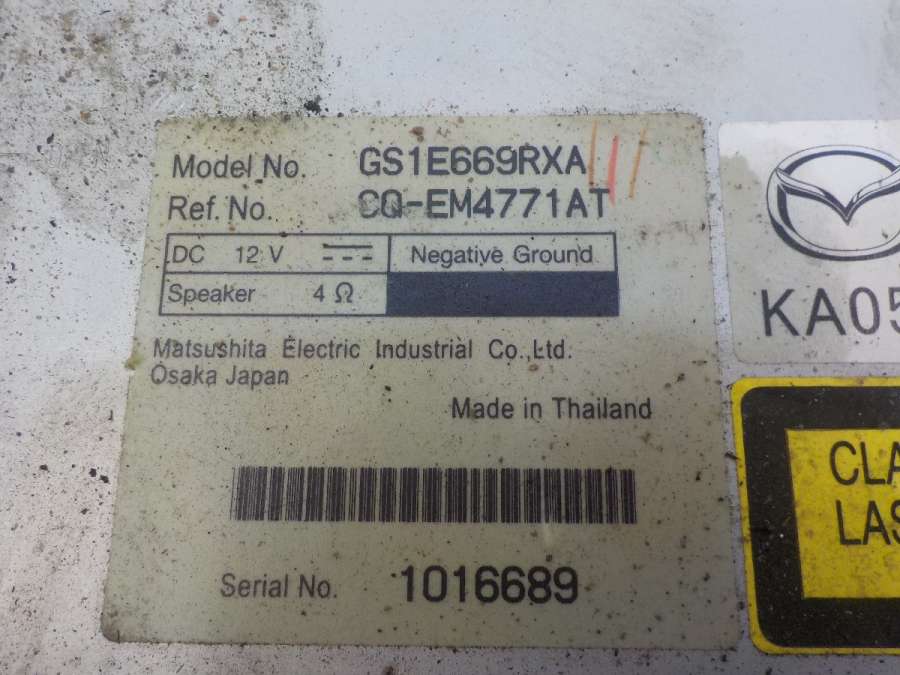 Model No. GS1E669RXA
Ref. No. CQ-EM4771AT
DC 12 V Negative Ground
Speaker 4 Ω
Matsushita Electric Industrial Co.,Ltd.
Osaka Japan
Made in Thailand
Serial No. 1016689
KA05
CLA
LAS